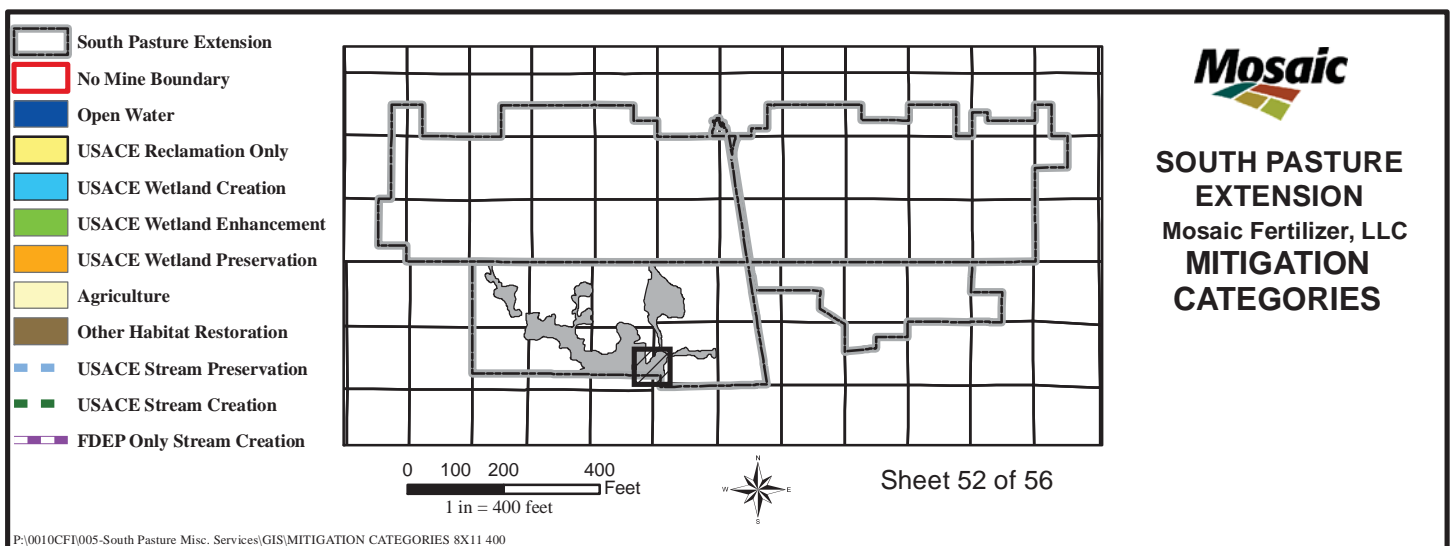 South Pasture Extension
No Mine Boundary
Open Water
USACE Reclamation Only
USACE Wetland Creation
USACE Wetland Enhancement
USACE Wetland Preservation
Agriculture
Other Habitat Restoration
USACE Stream Preservation
USACE Stream Creation
FDEP Only Stream Creation
0 100 200 400
Feet
1 in = 400 feet
N
W E
S
Sheet 52 of 56
Mosaic
SOUTH PASTURE
EXTENSION
Mosaic Fertilizer, LLC
MITIGATION
CATEGORIES
P:\0010CFI\005-South Pasture Misc. Services\GIS\MITIGATION CATEGORIES 8X11 400